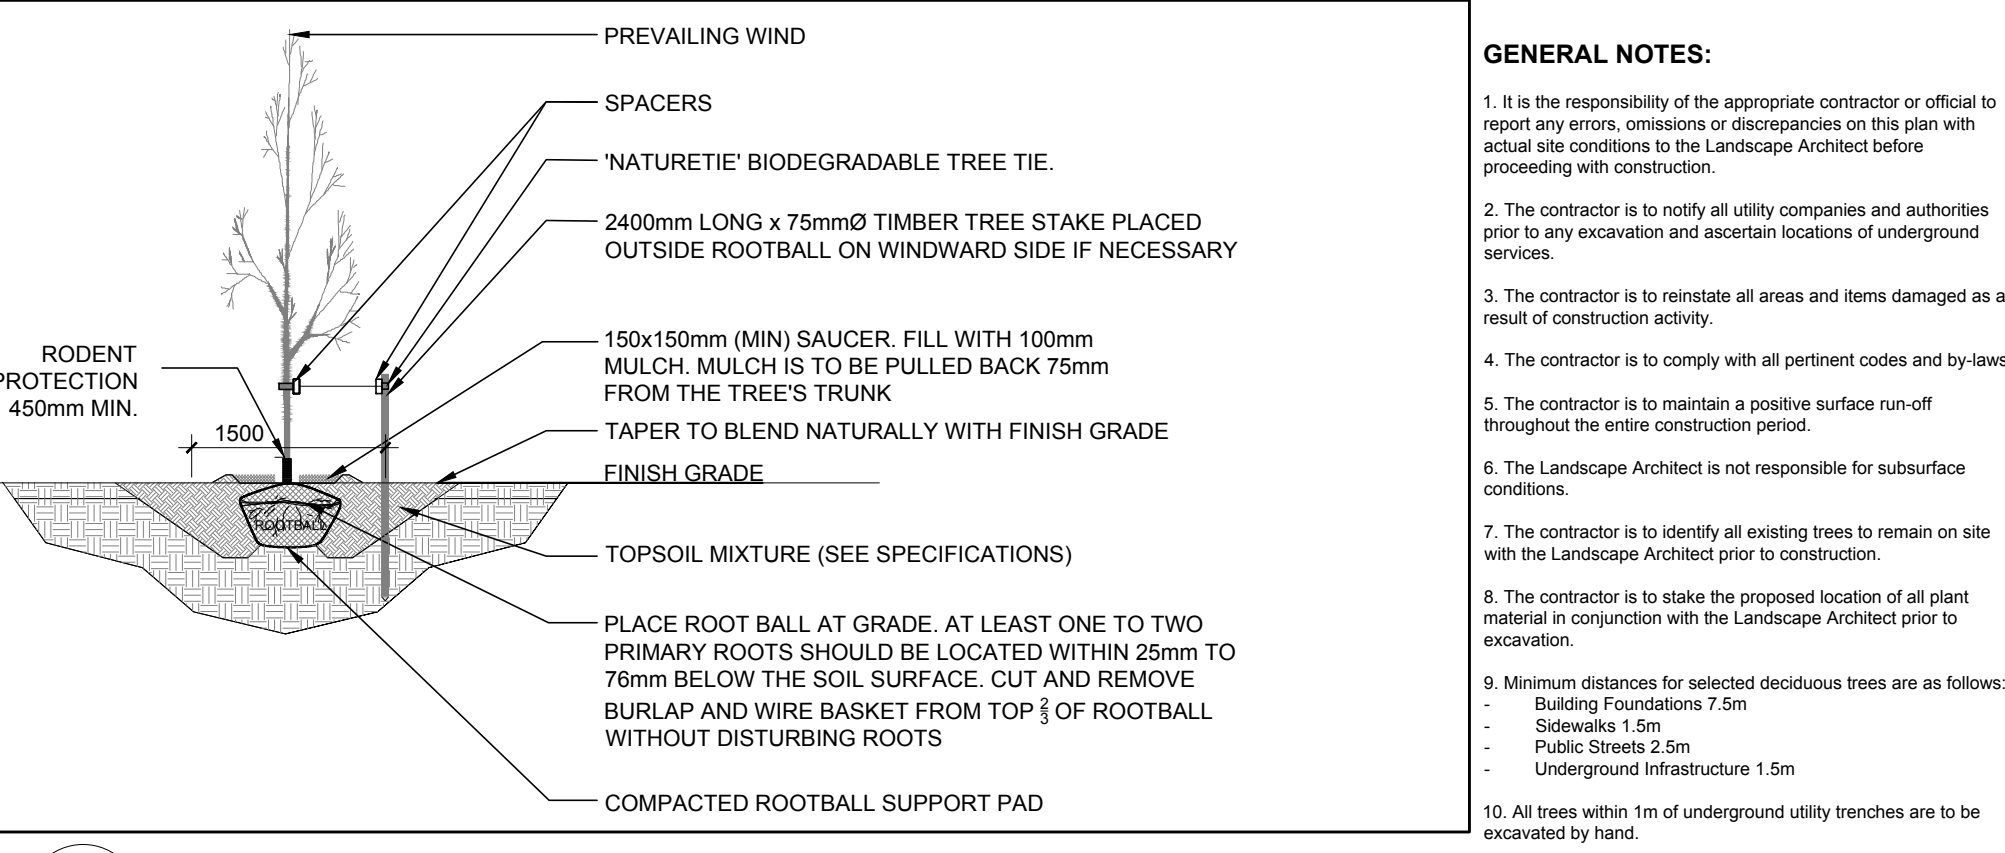 PREVAILING WIND
SPACERS
'NATURETIE' BIODEGRADABLE TREE TIE.
2400mm LONG x 75mmØ TIMBER TREE STAKE PLACED
OUTSIDE ROOTBALL ON WINDWARD SIDE IF NECESSARY
150x150mm (MIN) SAUCER. FILL WITH 100mm
MULCH. MULCH IS TO BE PULLED BACK 75mm
FROM THE TREE'S TRUNK
RODENT
PROTECTION
450mm MIN.
1500
TAPER TO BLEND NATURALLY WITH FINISH GRADE
FINISH GRADE
ROOTBALL
TOPSOIL MIXTURE (SEE SPECIFICATIONS)
PLACE ROOT BALL AT GRADE. AT LEAST ONE TO TWO
PRIMARY ROOTS SHOULD BE LOCATED WITHIN 25mm TO
76mm BELOW THE SOIL SURFACE. CUT AND REMOVE
BURLAP AND WIRE BASKET FROM TOP 2/3 OF ROOTBALL
WITHOUT DISTURBING ROOTS
COMPACTED ROOTBALL SUPPORT PAD
GENERAL NOTES:
1. It is the responsibility of the appropriate contractor or official to
report any errors, omissions or discrepancies on this plan with
actual site conditions to the Landscape Architect before
proceeding with construction.
2. The contractor is to notify all utility companies and authorities
prior to any excavation and ascertain locations of underground
services.
3. The contractor is to reinstate all areas and items damaged as a
result of construction activity.
4. The contractor is to comply with all pertinent codes and by-laws
5. The contractor is to maintain a positive surface run-off
throughout the entire construction period.
6. The Landscape Architect is not responsible for subsurface
conditions.
7. The contractor is to identify all existing trees to remain on site
with the Landscape Architect prior to construction.
8. The contractor is to stake the proposed location of all plant
material in conjunction with the Landscape Architect prior to
excavation.
9. Minimum distances for selected deciduous trees are as follows:
- Building Foundations 7.5m
- Sidewalks 1.5m
- Public Streets 2.5m
- Underground Infrastructure 1.5m
10. All trees within 1m of underground utility trenches are to be
excavated by hand.